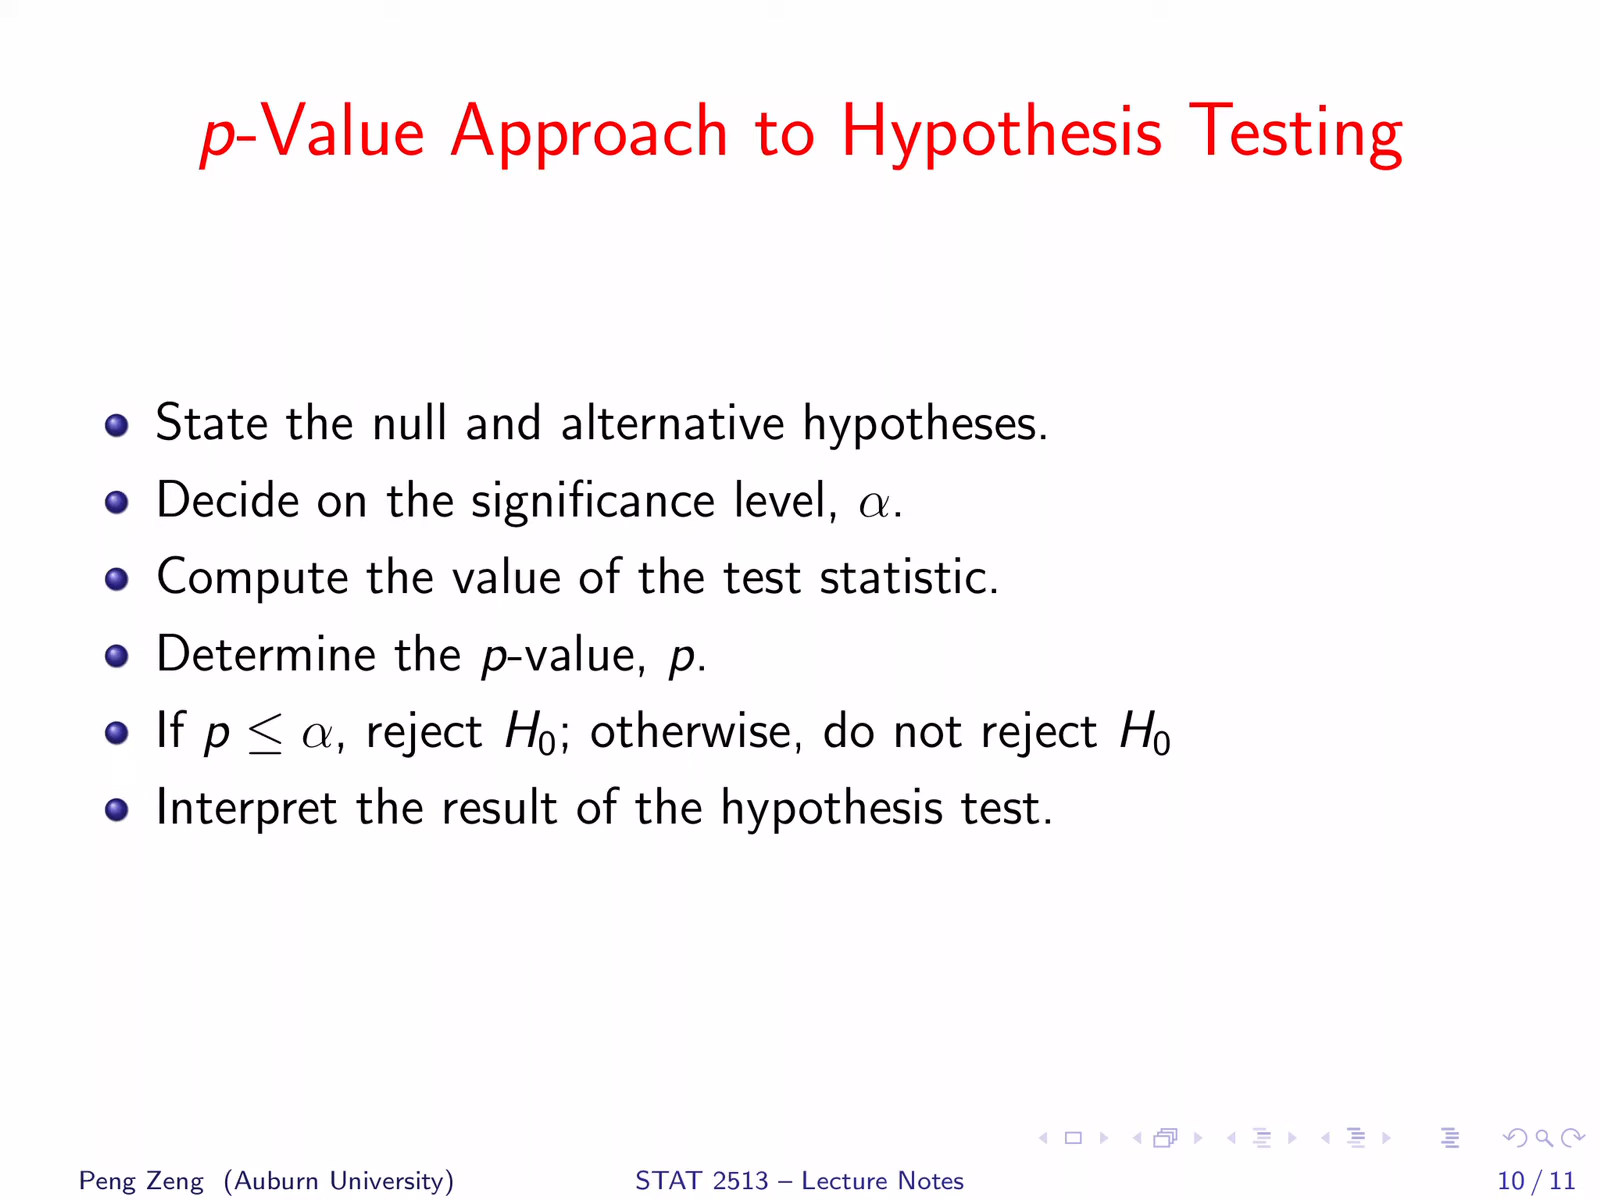 p-Value Approach to Hypothesis Testing
State the null and alternative hypotheses.
Decide on the significance level, α.
Compute the value of the test statistic.
Determine the p-value, p.
If p ≤ α, reject H₀; otherwise, do not reject H₀
Interpret the result of the hypothesis test.
Peng Zeng (Auburn University) STAT 2513 – Lecture Notes 10 / 11